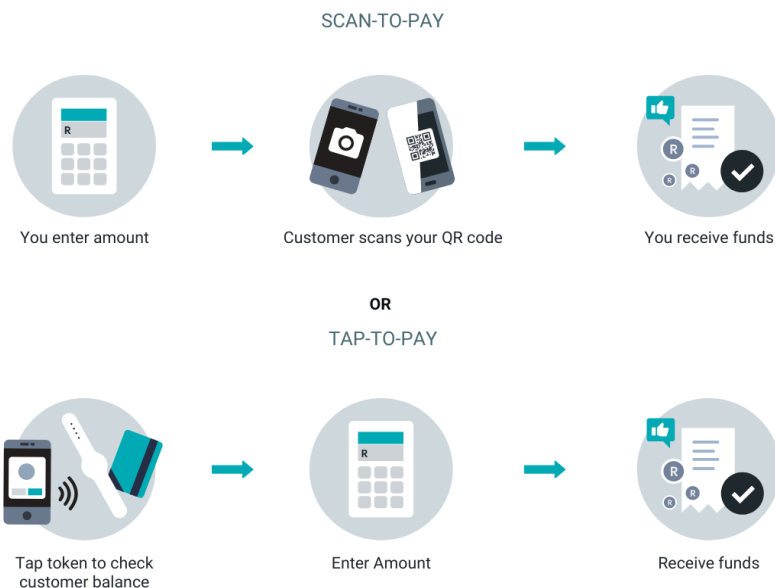 SCAN-TO-PAY
R
R
R
R
You enter amount
Customer scans your QR code
You receive funds
OR
TAP-TO-PAY
R
R
R
R
Tap token to check
customer balance
Enter Amount
Receive funds